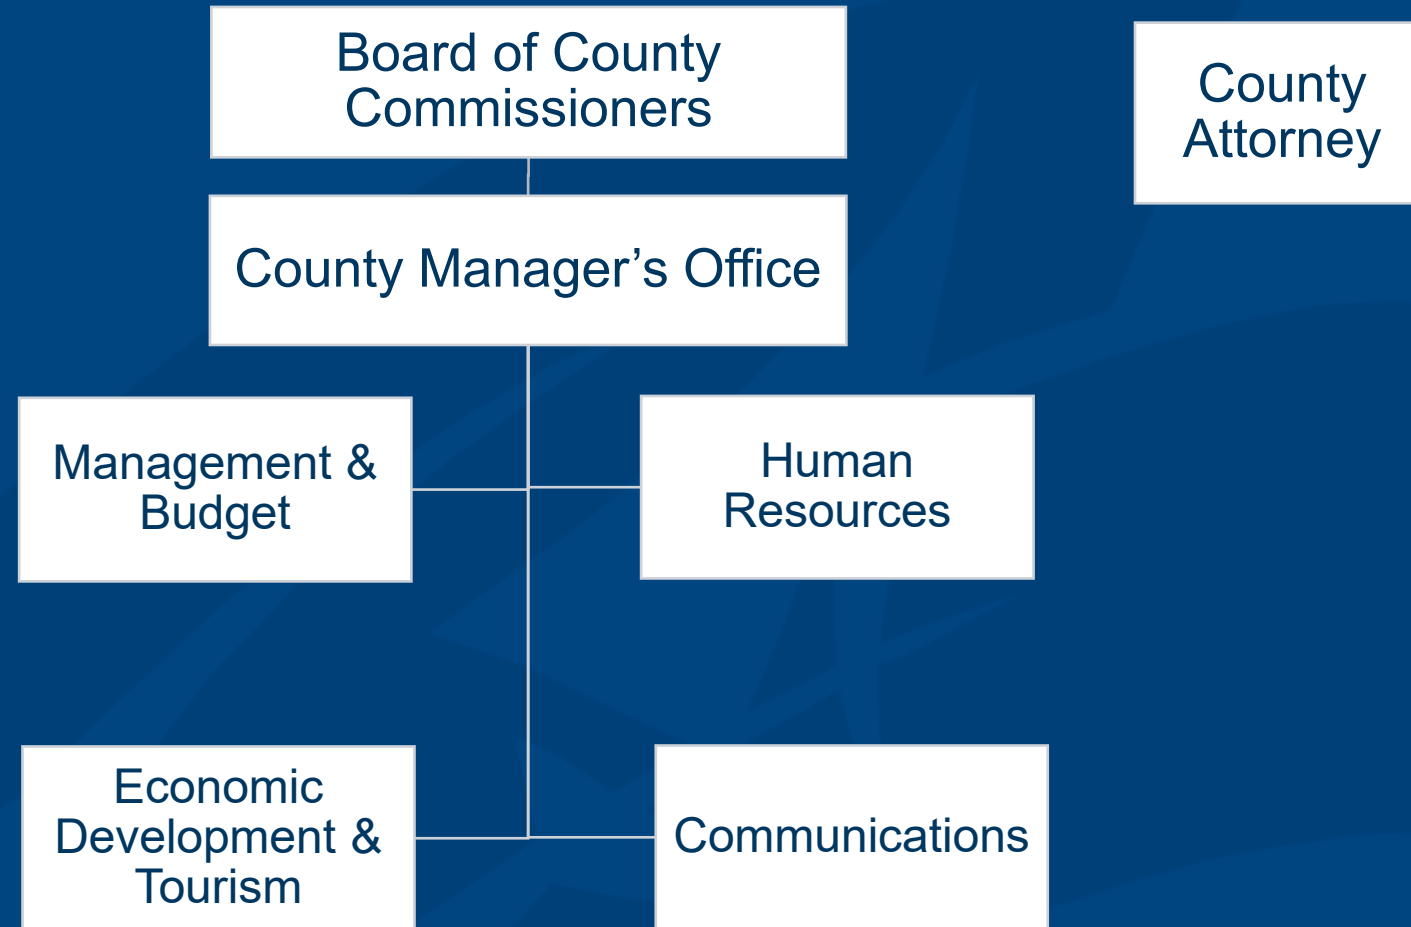 Board of County
Commissioners
County
Attorney
County Manager’s Office
Management &
Budget
Human
Resources
Economic
Development &
Tourism
Communications